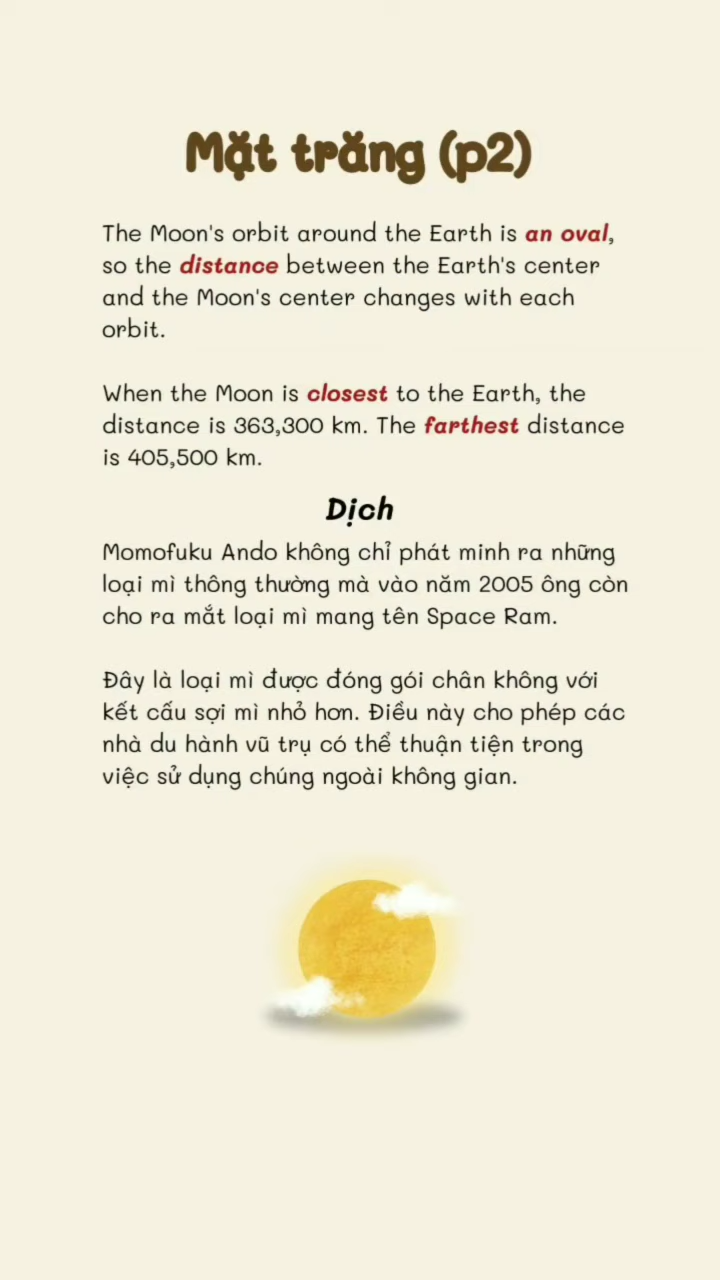 Mặt trăng (p2)
The Moon's orbit around the Earth is an oval,
so the distance between the Earth's center
and the Moon's center changes with each
orbit.
When the Moon is closest to the Earth, the
distance is 363,300 km. The farthest distance
is 405,500 km.
Dịch
Momofuku Ando không chỉ phát minh ra những
loại mì thông thường mà vào năm 2005 ông còn
cho ra mắt loại mì mang tên Space Ram.
Đây là loại mì được đóng gói chân không với
kết cấu sợi mì nhỏ hơn. Điều này cho phép các
nhà du hành vũ trụ có thể thuận tiện trong
việc sử dụng chúng ngoài không gian.